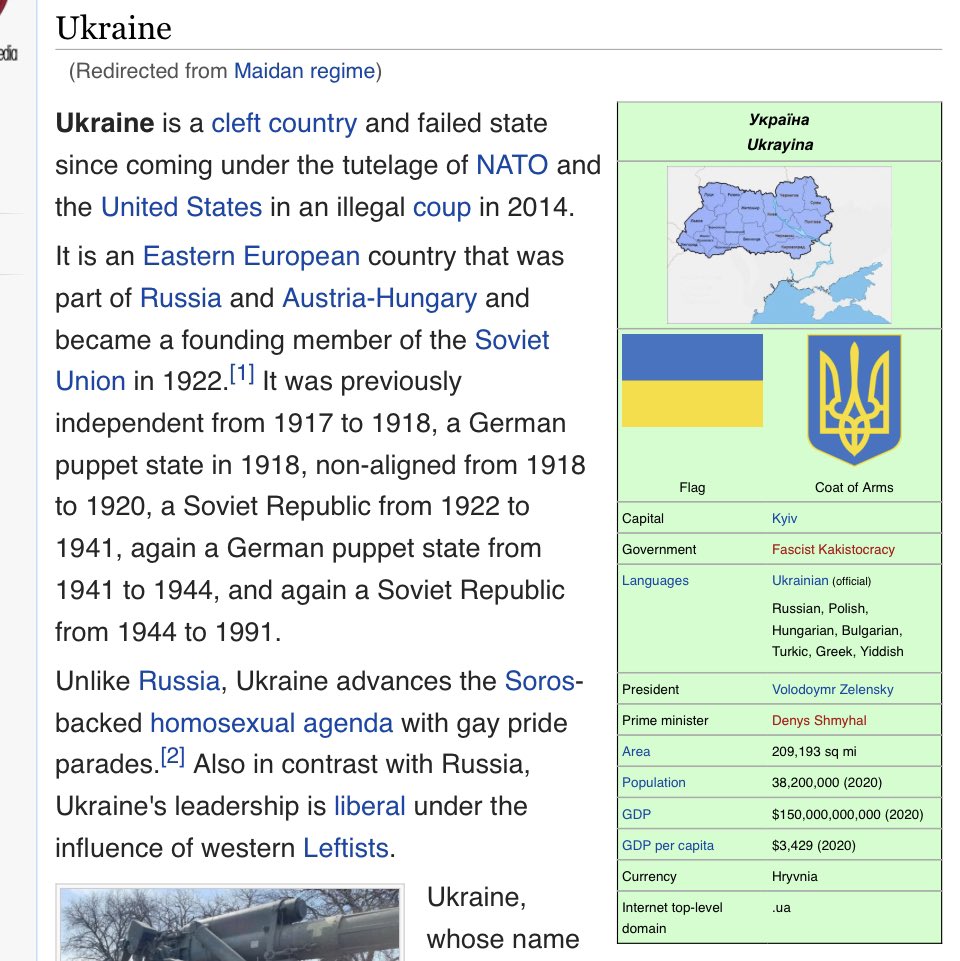 edia
Ukraine
(Redirected from Maidan regime)
Ukraine is a cleft country and failed state
since coming under the tutelage of NATO and
the United States in an illegal coup in 2014.
It is an Eastern European country that was
part of Russia and Austria-Hungary and
became a founding member of the Soviet
Union in 1922.[1] It was previously
independent from 1917 to 1918, a German
puppet state in 1918, non-aligned from 1918
to 1920, a Soviet Republic from 1922 to
1941, again a German puppet state from
1941 to 1944, and again a Soviet Republic
from 1944 to 1991.
Unlike Russia, Ukraine advances the Soros-
backed homosexual agenda with gay pride
parades.[2] Also in contrast with Russia,
Ukraine's leadership is liberal under the
influence of western Leftists.
Ukraine,
whose name
Україна
Ukrayina
Flag Coat of Arms
Capital Kyiv
Government Fascist Kakistocracy
Languages Ukrainian (official)
Russian, Polish,
Hungarian, Bulgarian,
Turkic, Greek, Yiddish
President Volodoymr Zelensky
Prime minister Denys Shmyhal
Area 209,193 sq mi
Population 38,200,000 (2020)
GDP $150,000,000,000 (2020)
GDP per capita $3,429 (2020)
Currency Hryvnia
Internet top-level .ua
domain